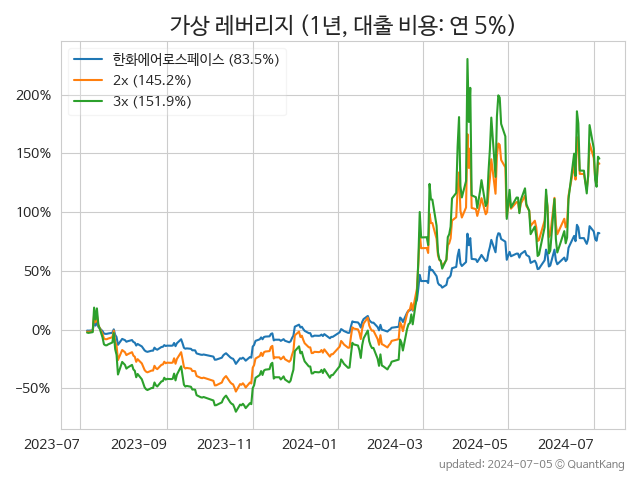 가상 레버리지 (1년, 대출 비용: 연 5%)
한화에어로스페이스 (83.5%)
2x (145.2%)
3x (151.9%)
200%
150%
100%
50%
0%
−50%
2023-07 2023-09 2023-11 2024-01 2024-03 2024-05 2024-07
updated: 2024-07-05 © QuantKang